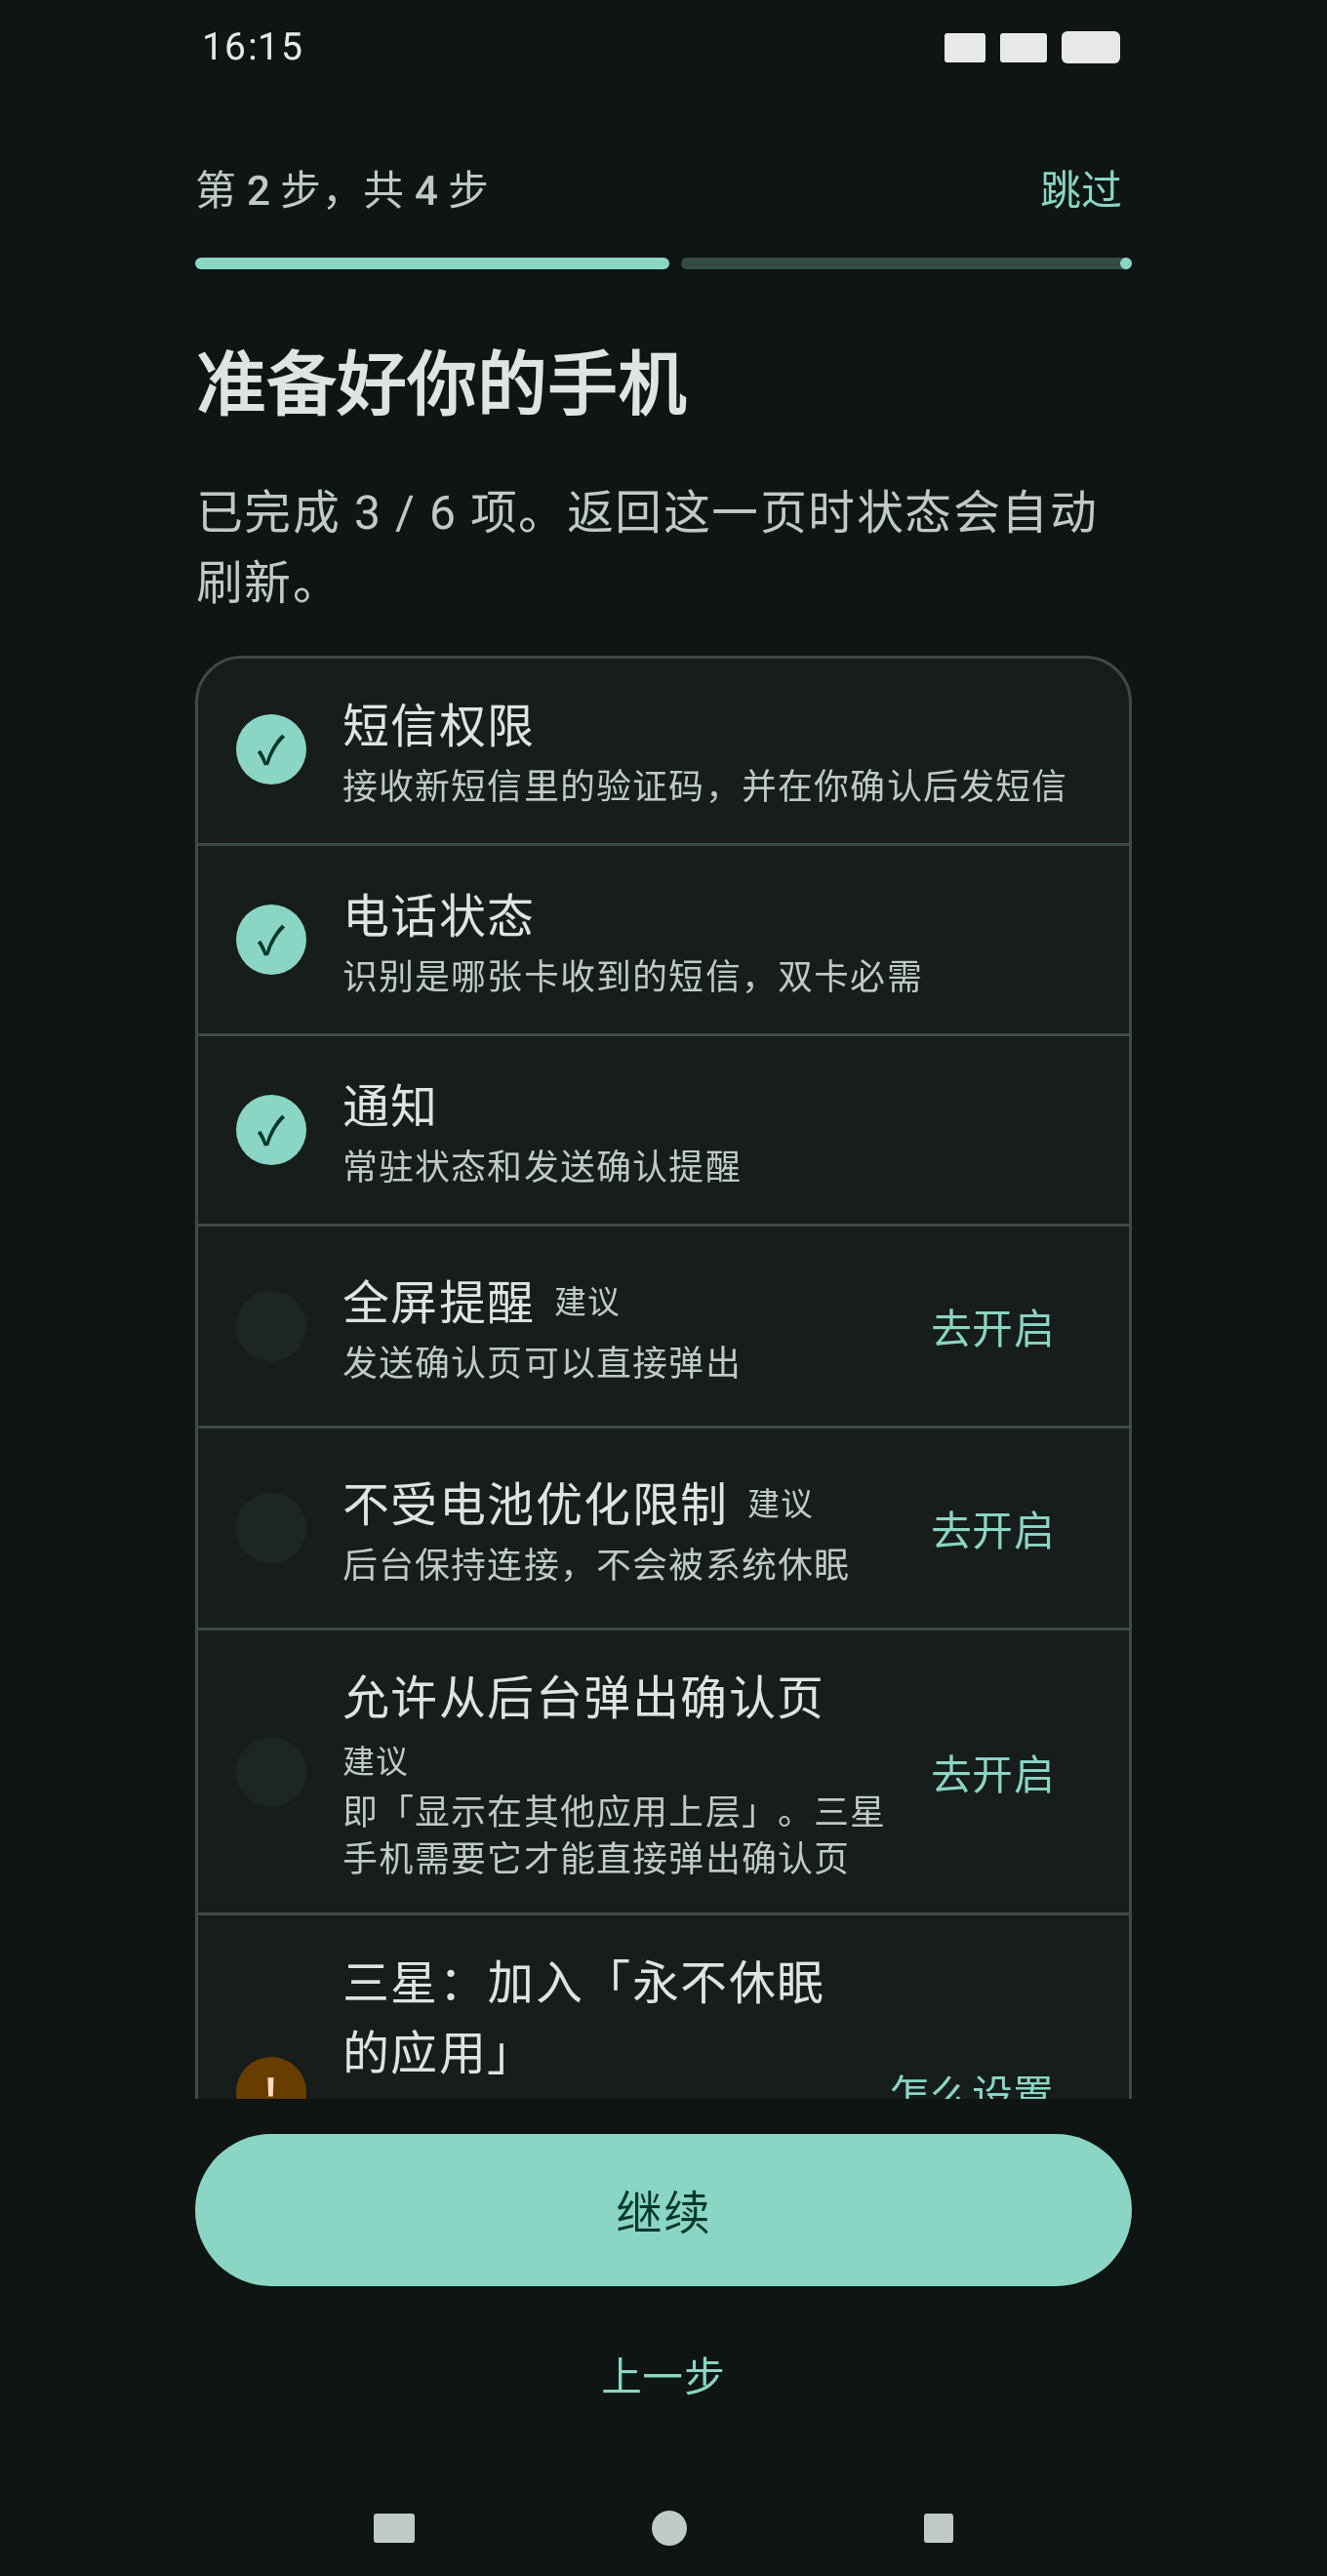 16:15
第 2 步，共 4 步
跳过
准备好你的手机
已完成 3 / 6 项。返回这一页时状态会自动
刷新。
短信权限
接收新短信里的验证码，并在你确认后发短信
电话状态
识别是哪张卡收到的短信，双卡必需
通知
常驻状态和发送确认提醒
全屏提醒 建议
发送确认页可以直接弹出
去开启
不受电池优化限制 建议
后台保持连接，不会被系统休眠
去开启
允许从后台弹出确认页
建议
即「显示在其他应用上层」。三星
手机需要它才能直接弹出确认页
去开启
三星：加入「永不休眠
的应用」
怎么设置
继续
上一步